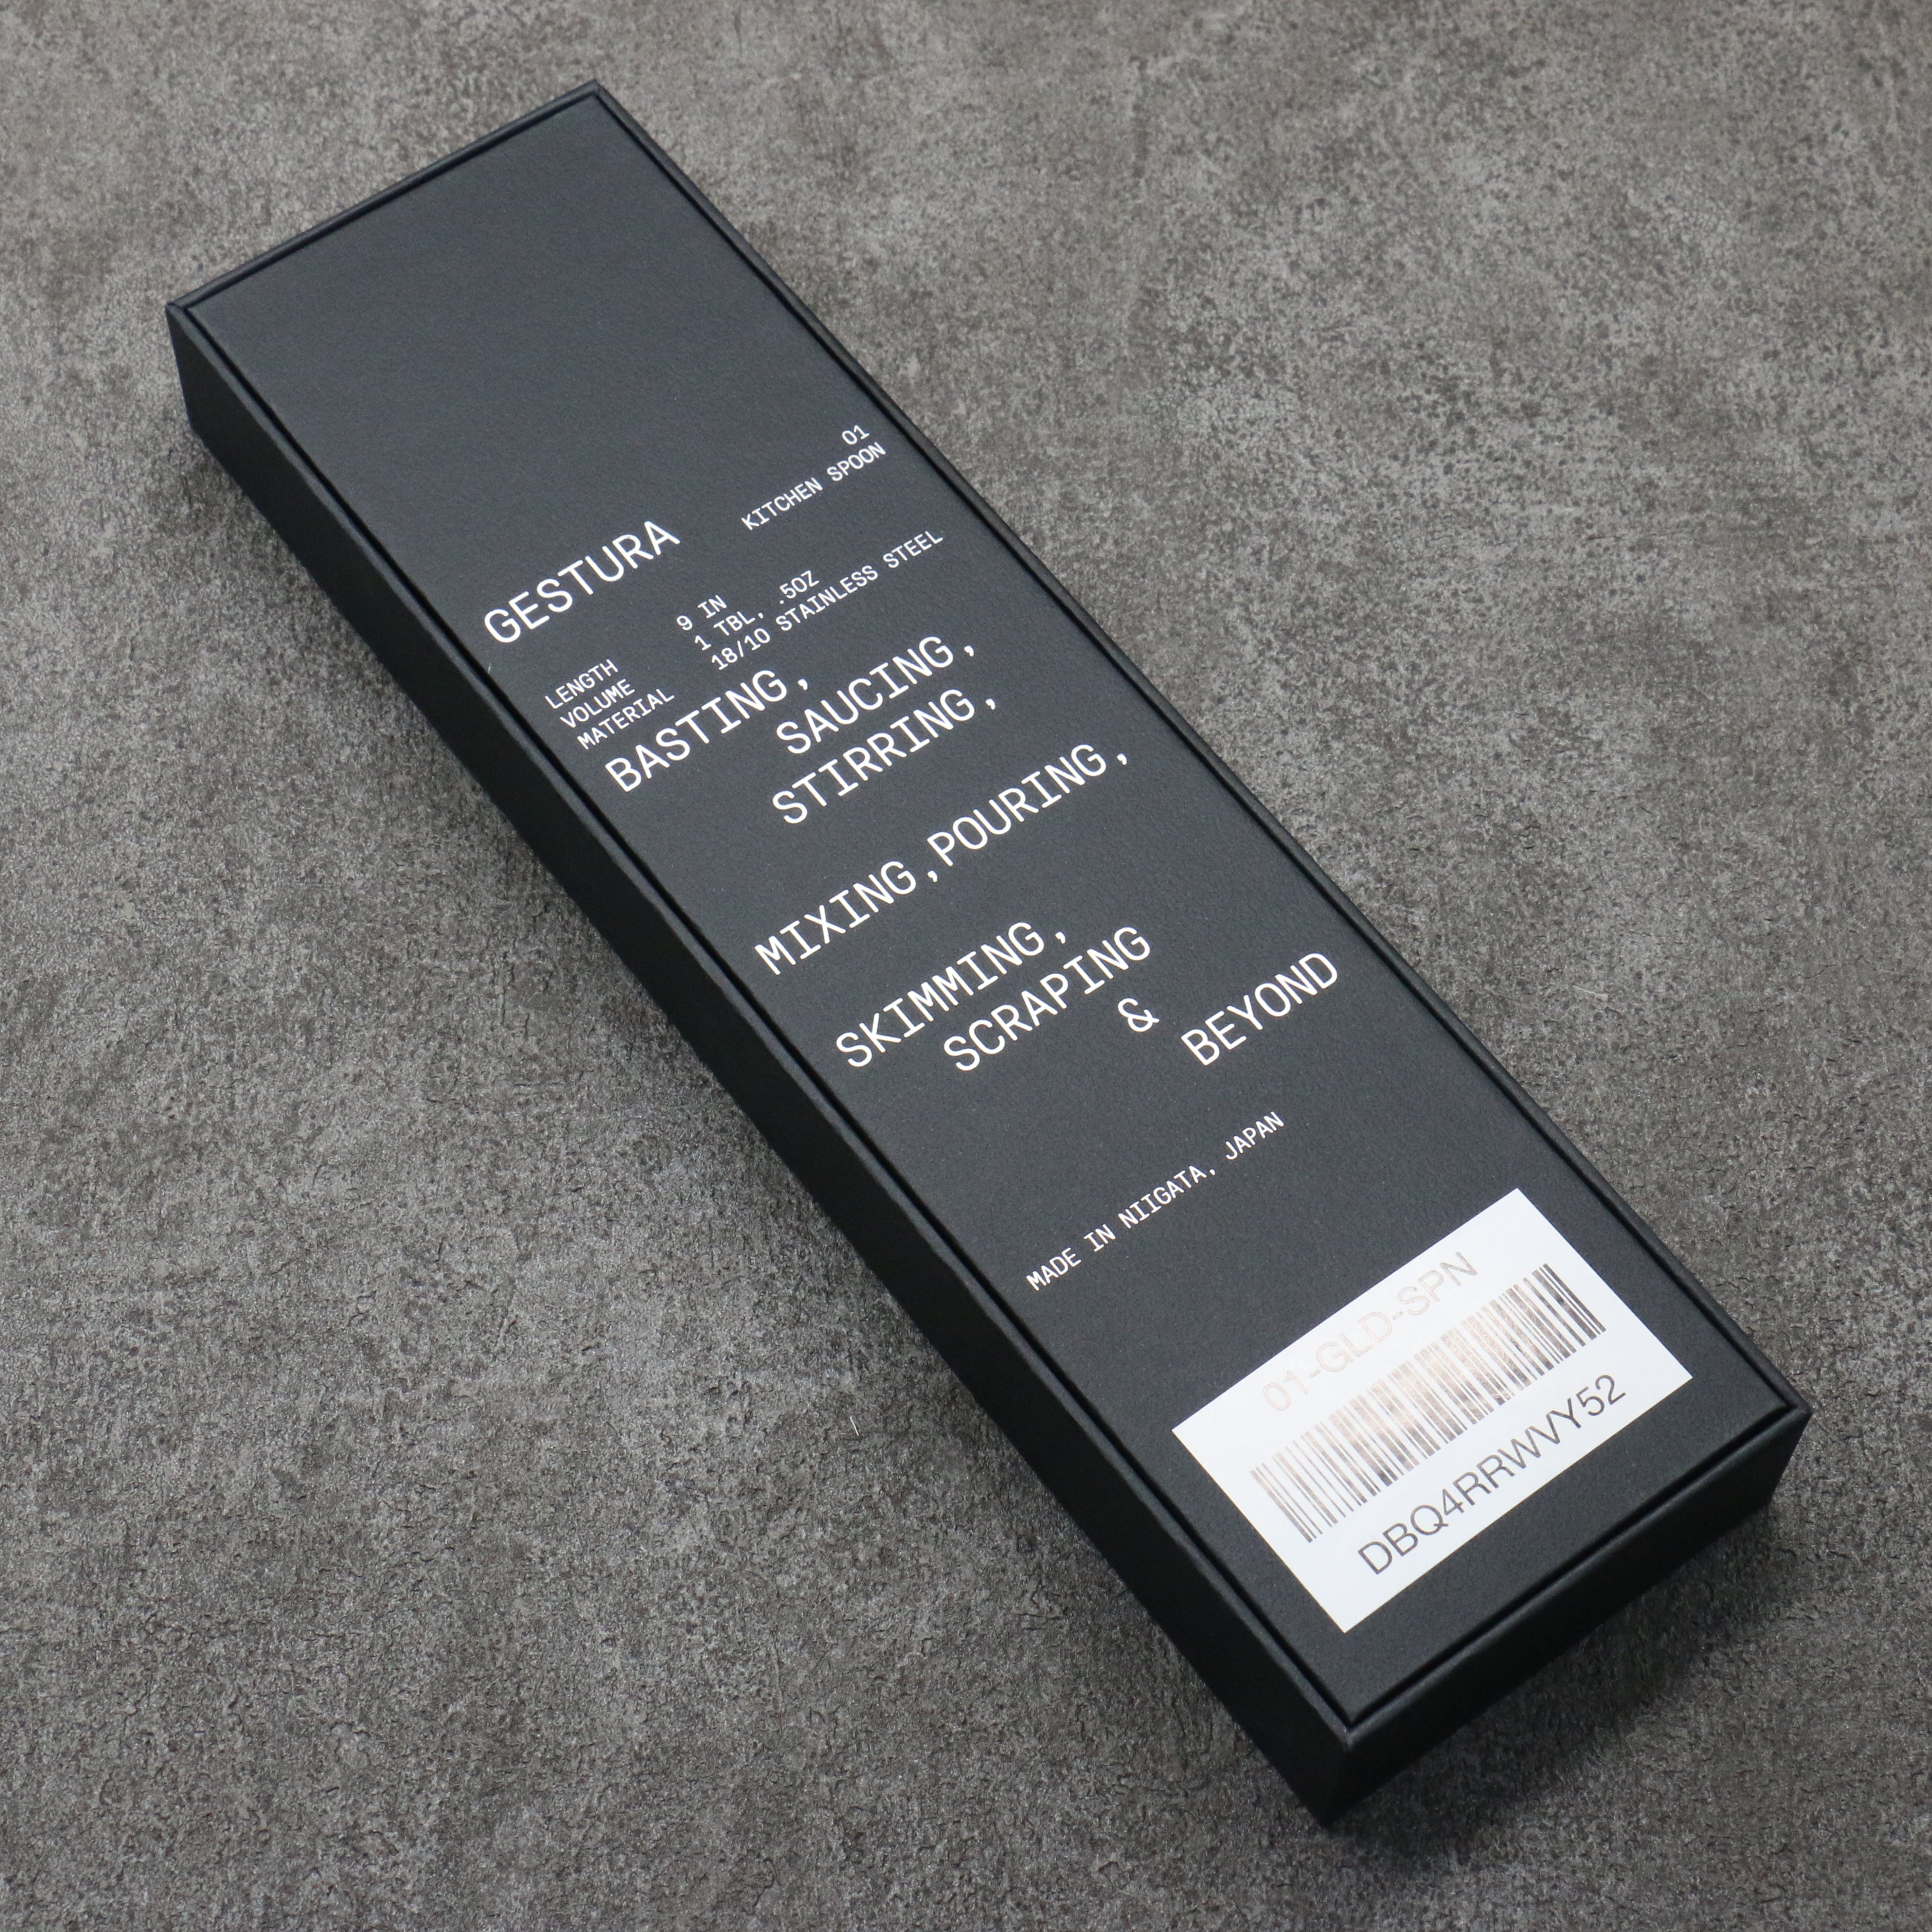 01
GESTURA KITCHEN SPOON
LENGTH 9 IN
VOLUME 1 TBL, .5OZ
MATERIAL 18/10 STAINLESS STEEL
BASTING,
SAUCING,
STIRRING,
MIXING,POURING,
SKIMMING,
SCRAPING
&
BEYOND
MADE IN NIIGATA, JAPAN
01-GLD-SPN
DBQ4RRWVY52